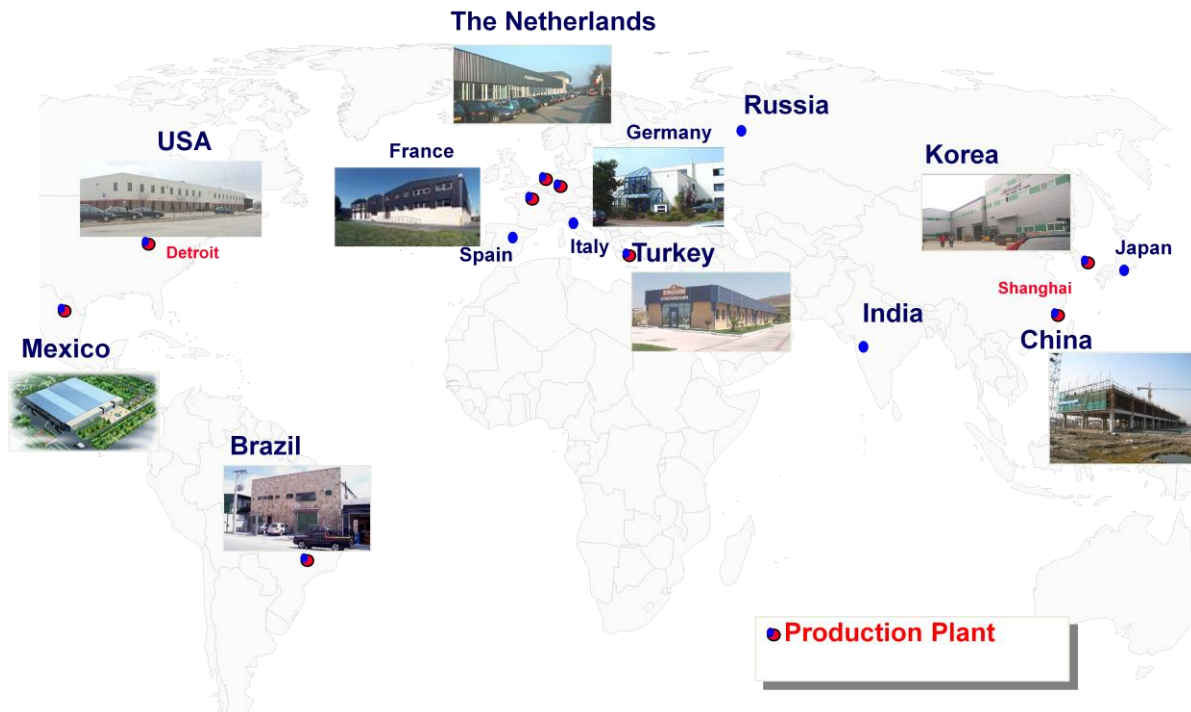 The Netherlands
Russia
USA
Germany
France
Korea
Spain
Italy
Turkey
Japan
Detroit
Shanghai
India
China
Mexico
Brazil
Production Plant